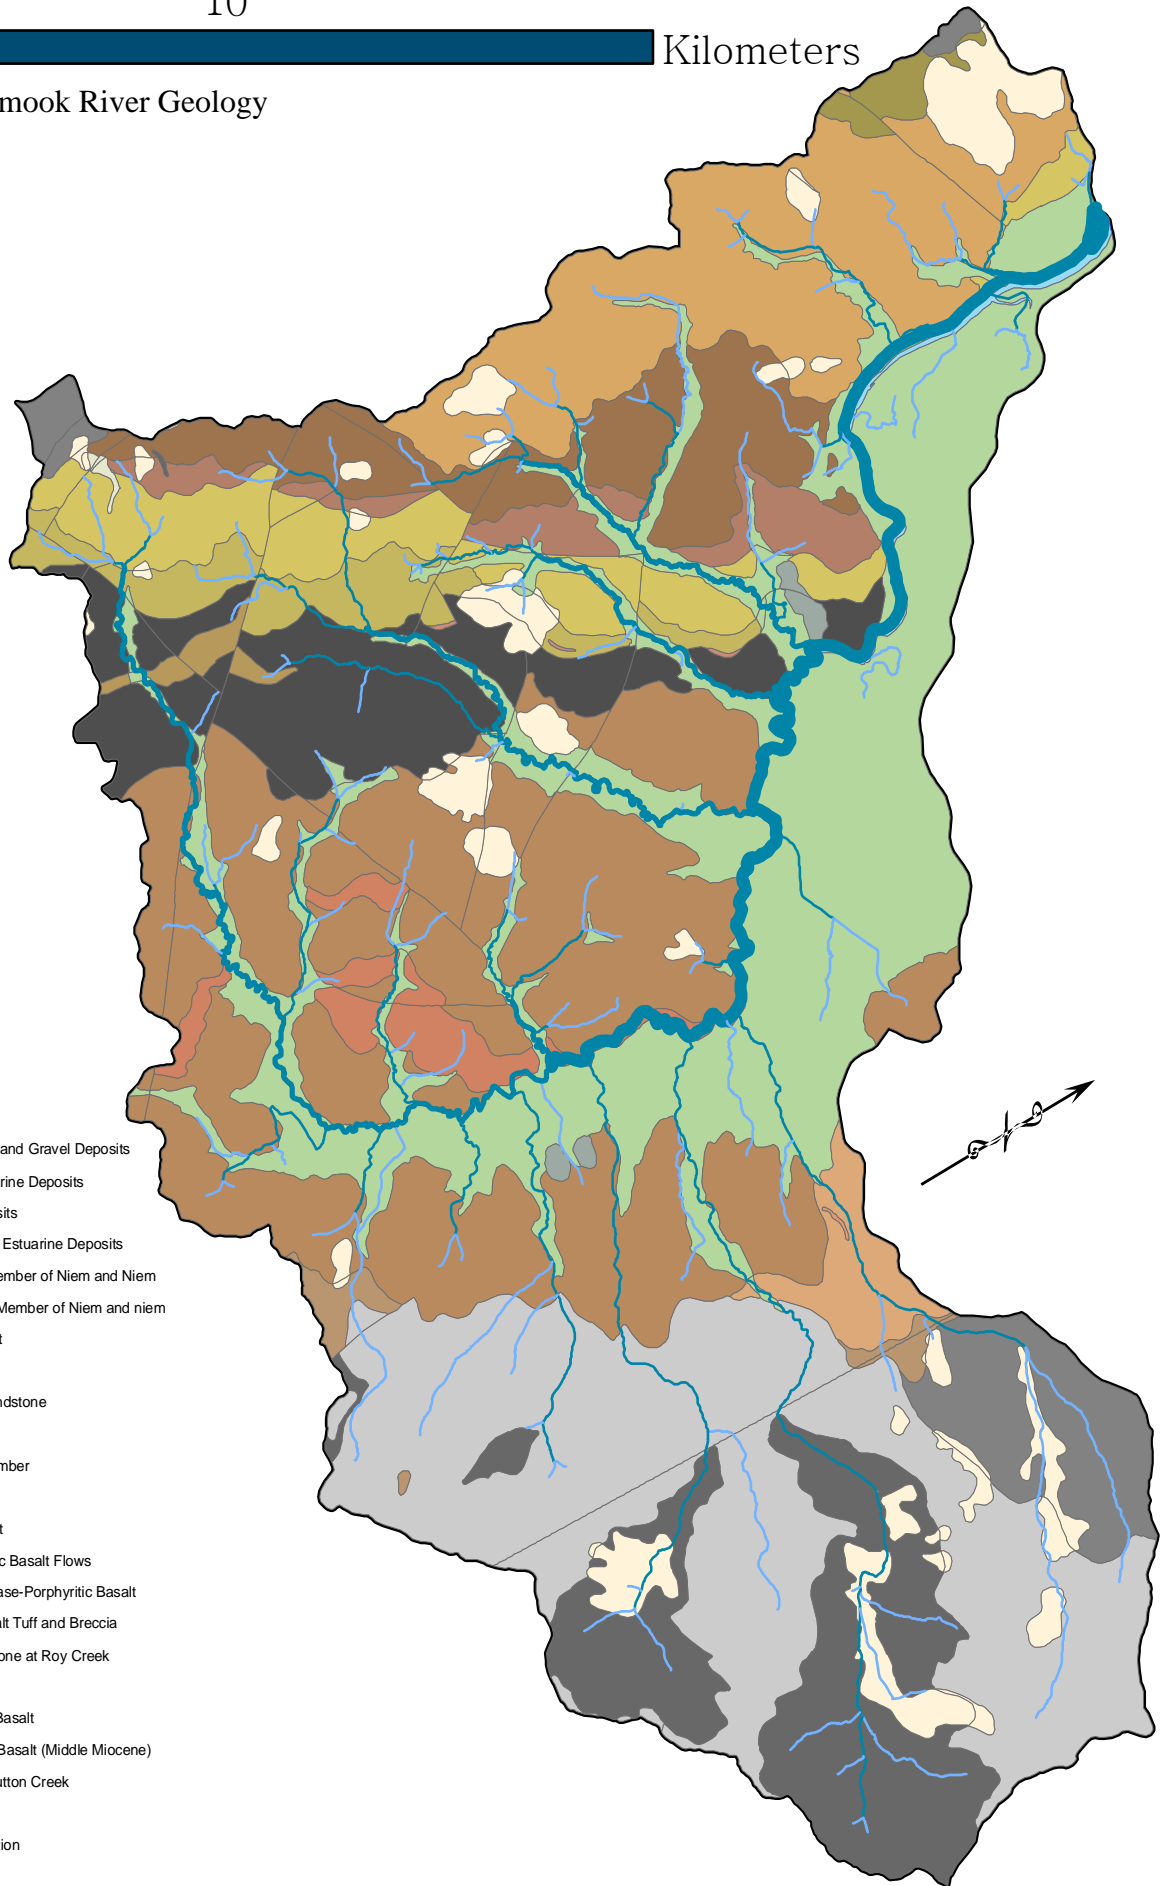 10
Kilometers
mook River Geology
and Gravel Deposits
rine Deposits
sits
Estuarine Deposits
ember of Niem and Niem
Member of Niem and niem
t
ndstone
mber
t
c Basalt Flows
ase-Porphyritic Basalt
alt Tuff and Breccia
one at Roy Creek
Basalt
Basalt (Middle Miocene)
utton Creek
tion